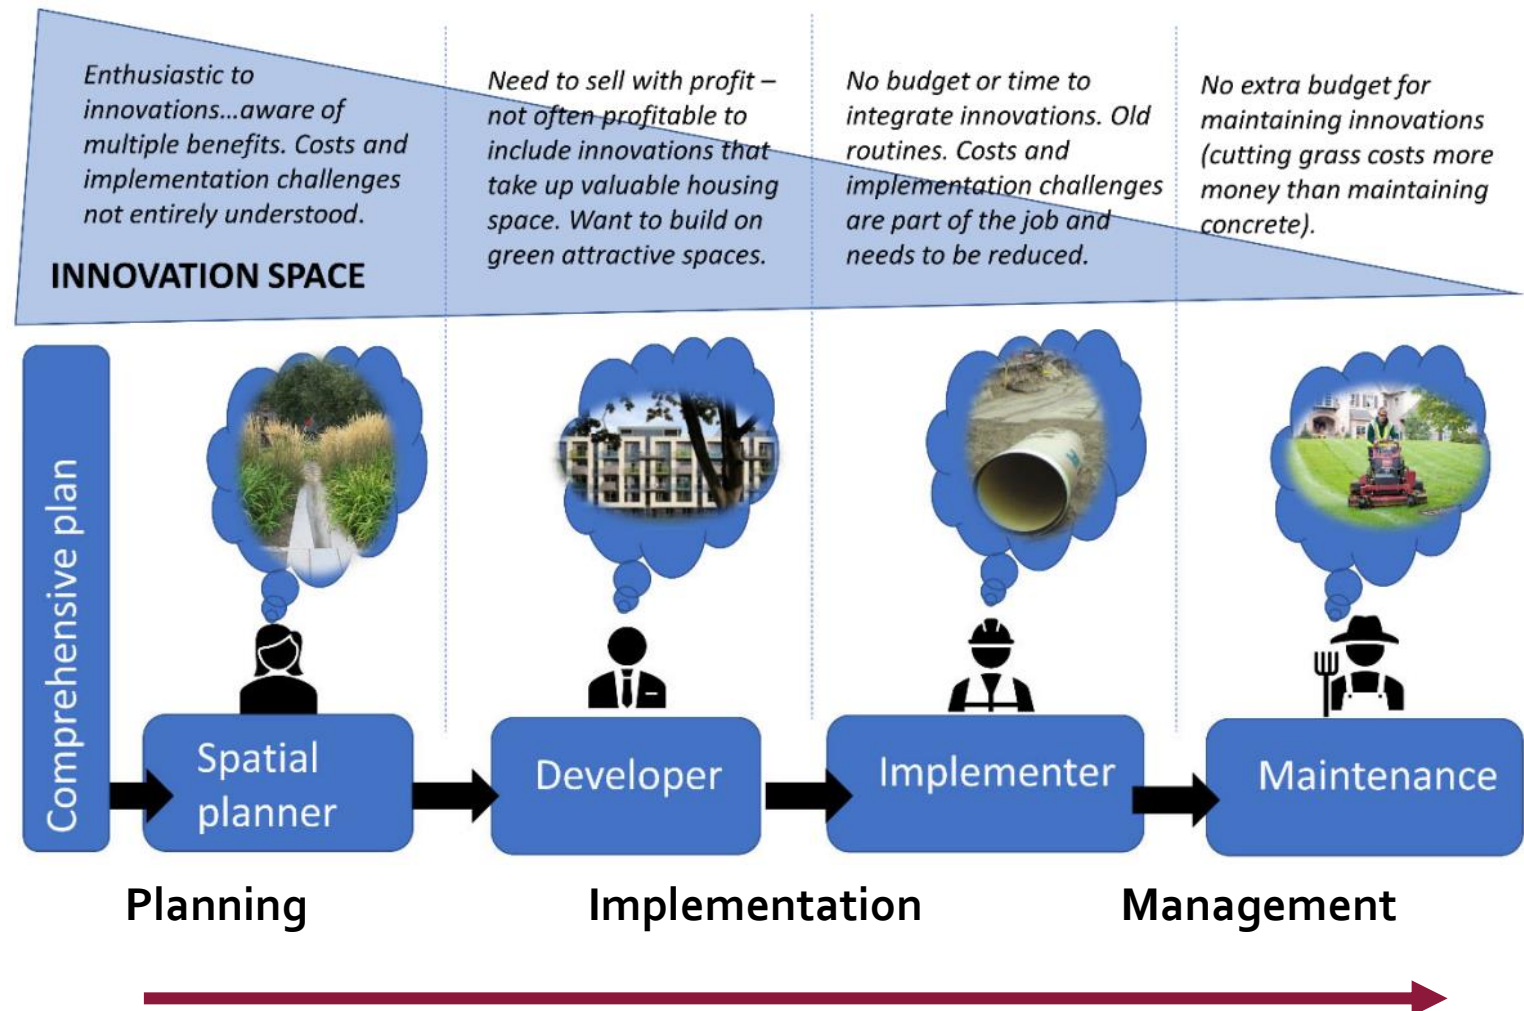 Enthusiastic to
innovations...aware of
multiple benefits. Costs and
implementation challenges
not entirely understood.
INNOVATION SPACE
Need to sell with profit –
not often profitable to
include innovations that
take up valuable housing
space. Want to build on
green attractive spaces.
No budget or time to
integrate innovations. Old
routines. Costs and
implementation challenges
are part of the job and
needs to be reduced.
No extra budget for
maintaining innovations
(cutting grass costs more
money than maintaining
concrete).
Comprehensive plan
Spatial
planner
Developer
Implementer
Maintenance
Planning
Implementation
Management